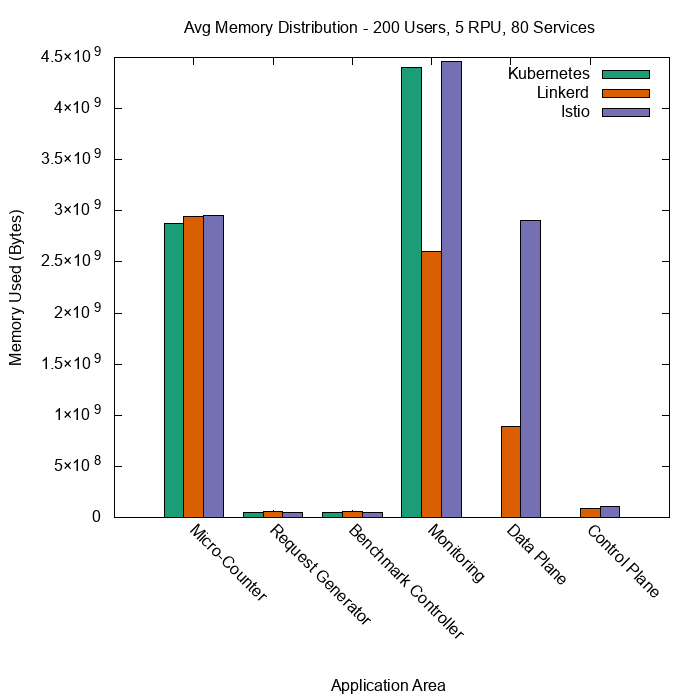 Avg Memory Distribution - 200 Users, 5 RPU, 80 Services
Kubernetes
Linkerd
Istio
Memory Used (Bytes)
4.5×10⁹
4×10⁹
3.5×10⁹
3×10⁹
2.5×10⁹
2×10⁹
1.5×10⁹
1×10⁹
5×10⁸
0
Micro-Counter
Request Generator
Benchmark Controller
Monitoring
Data Plane
Control Plane
Application Area